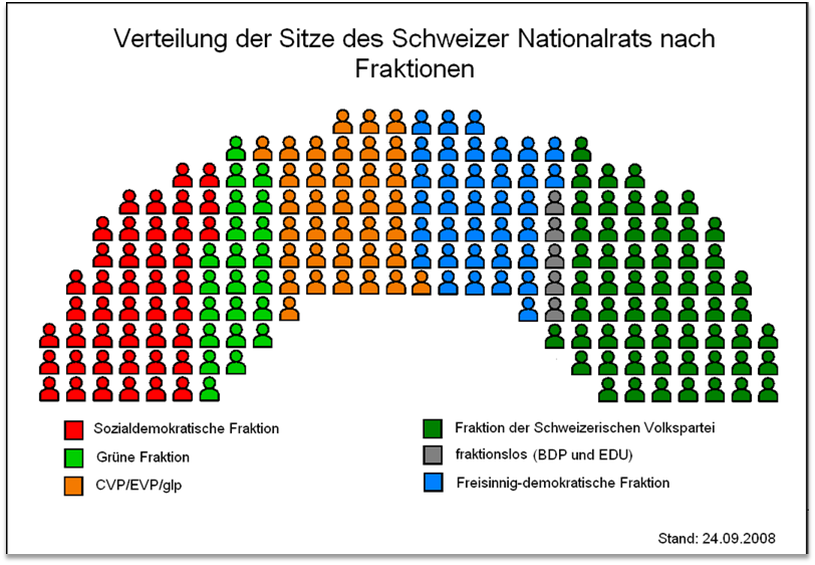 Verteilung der Sitze des Schweizer Nationalrats nach
Fraktionen
Sozialdemokratische Fraktion
Grüne Fraktion
CVP/EVP/glp
Fraktion der Schweizerischen Volkspartei
fraktionslos (BDP und EDU)
Freisinnig-demokratische Fraktion
Stand: 24.09.2008